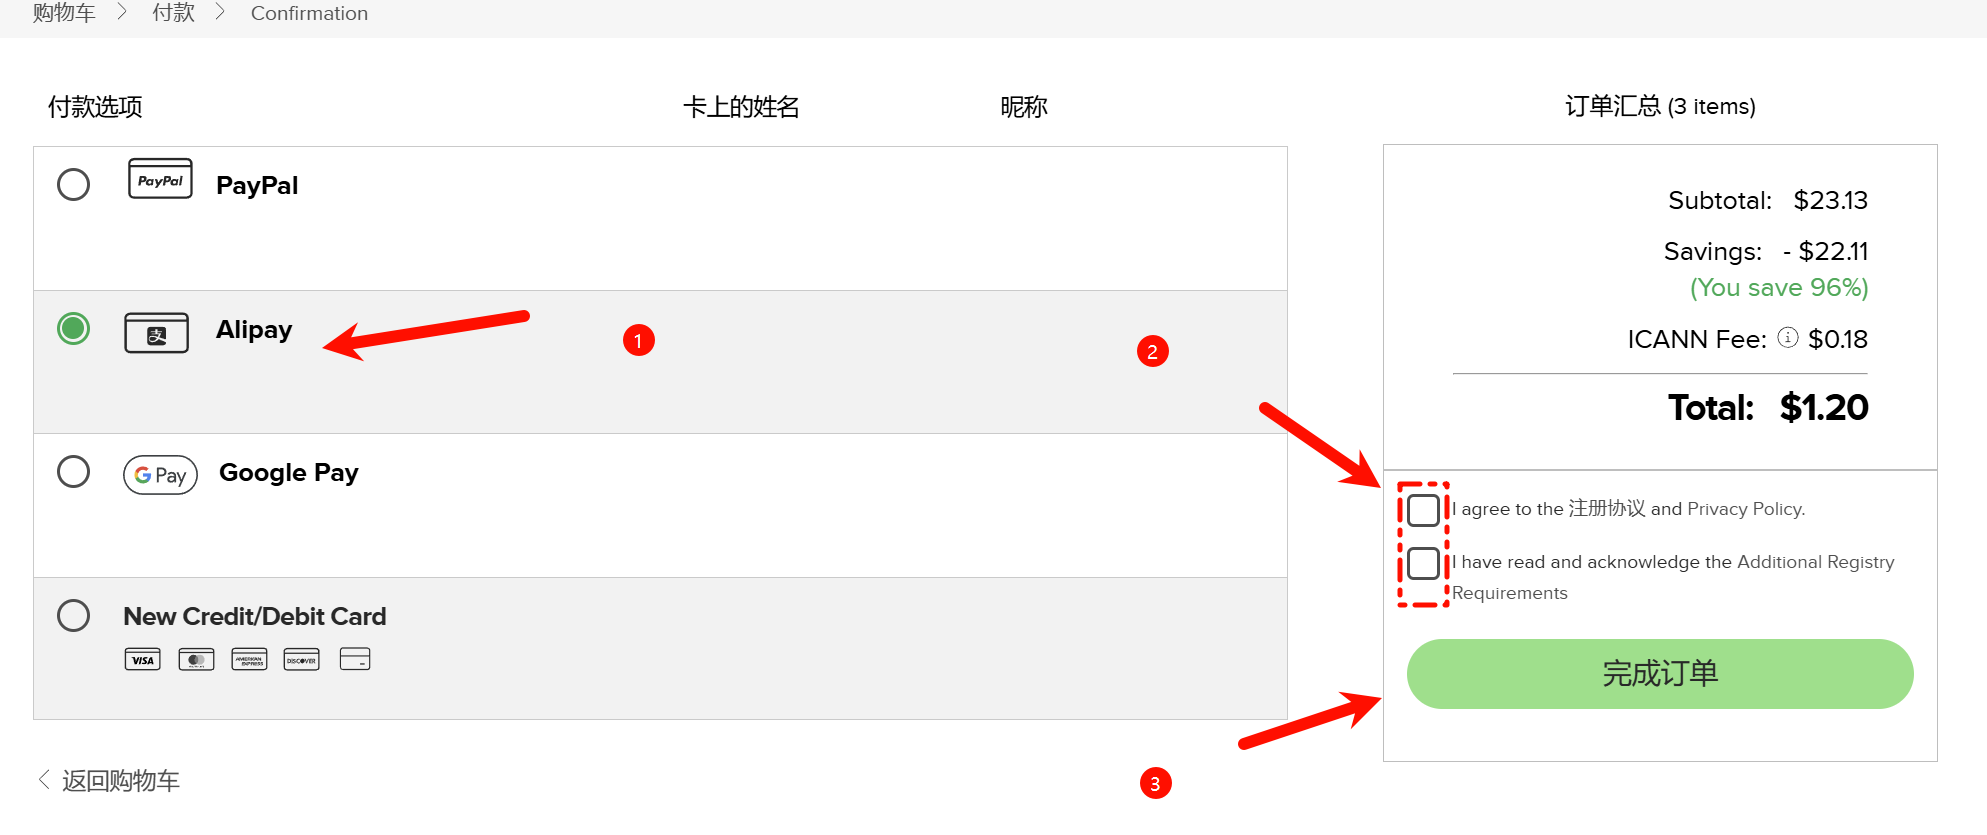 购物车 > 付款 > Confirmation
付款选项 卡上的姓名 昵称
订单汇总 (3 items)
PayPal PayPal
支 Alipay
1
2
G Pay Google Pay
New Credit/Debit Card
VISA AMERICAN EXPRESS DISCOVER
返回购物车
Subtotal: $23.13
Savings: - $22.11
(You save 96%)
ICANN Fee: i $0.18
Total: $1.20
I agree to the 注册协议 and Privacy Policy.
I have read and acknowledge the Additional Registry
Requirements
完成订单
3